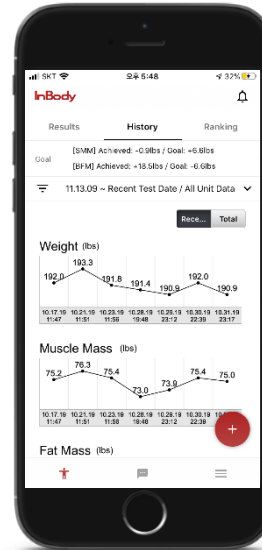 SKT 오후 5:48 32%
InBody
Results History Ranking
Goal
[SMM] Achieved: -0.9lbs / Goal: +6.6lbs
[BFM] Achieved: +18.5lbs / Goal: -6.6lbs
11.13.09 ~ Recent Test Date / All Unit Data
Rece... Total
Weight (lbs)
192.0 193.3 191.8 191.4 190.9 192.0 190.9
10.17.19 10.21.19 10.23.19 10.28.19 10.29.19 10.30.19 10.31.19
11:47 11:51 11:56 19:48 23:12 22:39 23:17
Muscle Mass (lbs)
75.2 76.3 75.4 73.0 73.9 75.4 75.0
10.17.19 10.21.19 10.23.19 10.28.19 10.29.19 10.30.19
11:47 11:51 11:56 19:48 23:12 22:39
+
Fat Mass (lbs)